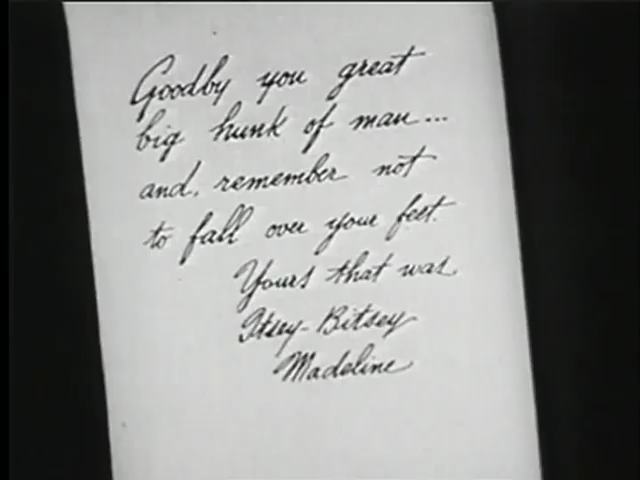 Goodby you great
big hunk of man...
and, remember not
to fall over your feet.
Yours that was.
Itsey-Bitsey
Madeline